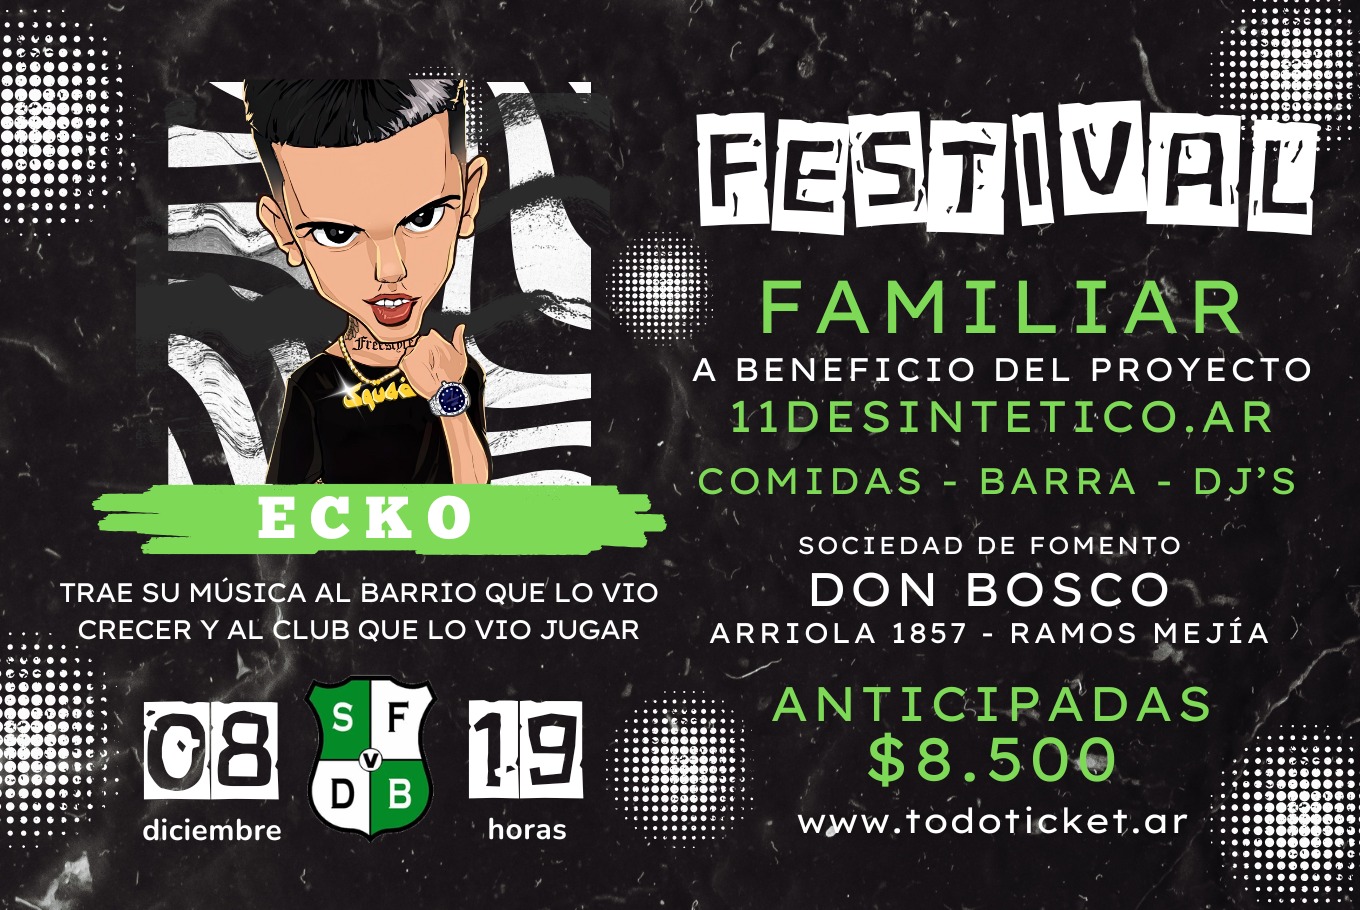 Freestyle
Squad
ECKO
TRAE SU MÚSICA AL BARRIO QUE LO VIO
CRECER Y AL CLUB QUE LO VIO JUGAR
08
diciembre
S F
V
D B
19
horas
FESTIVAL
FAMILIAR
A BENEFICIO DEL PROYECTO
11DESINTETICO.AR
COMIDAS - BARRA - DJ’S
SOCIEDAD DE FOMENTO
DON BOSCO
ARRIOLA 1857 - RAMOS MEJÍA
ANTICIPADAS
$8.500
www.todoticket.ar